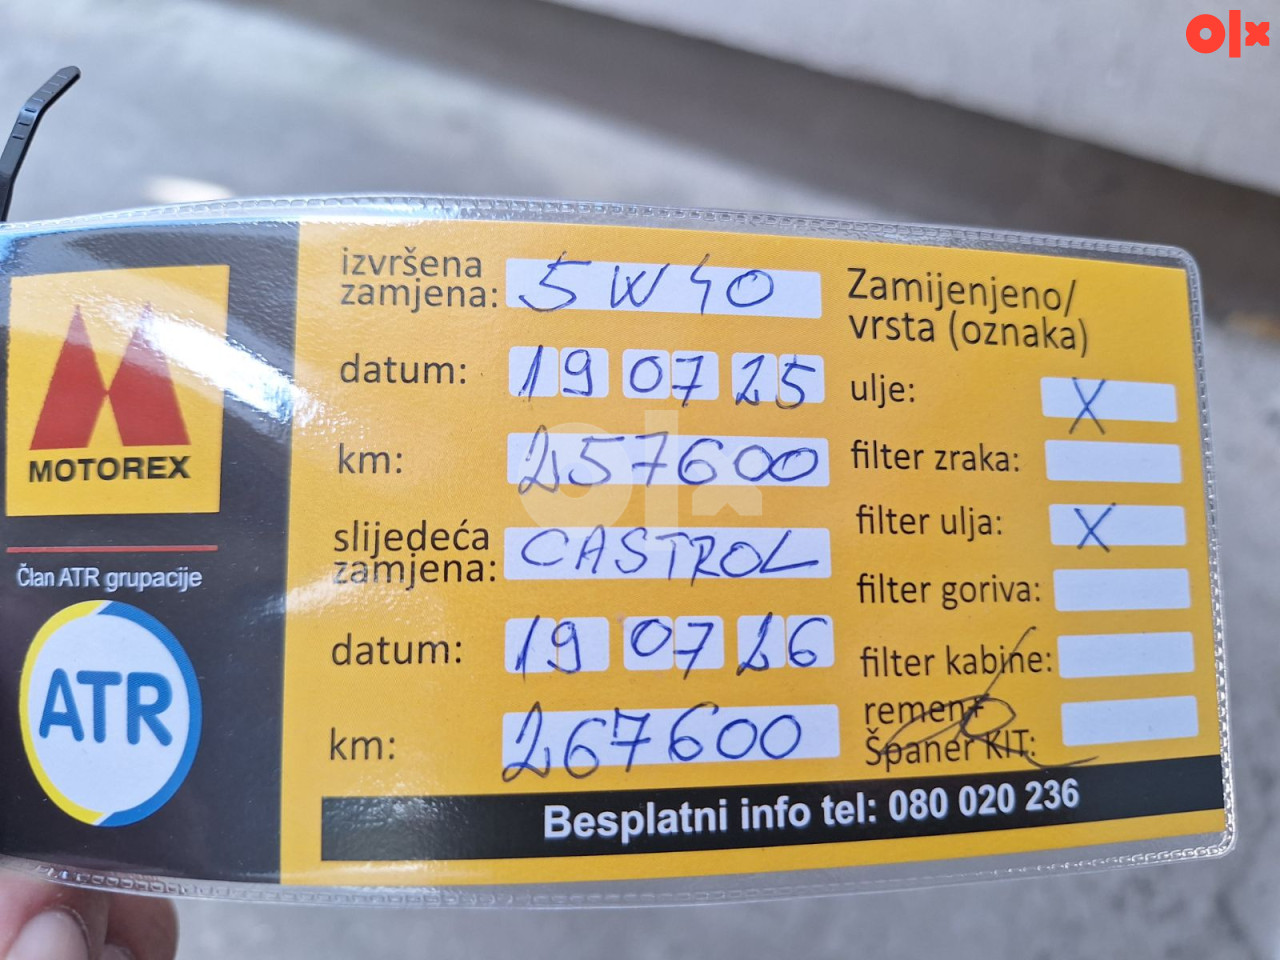 olx
MOTOREX
Član ATR grupacije
ATR
izvršena
zamjena: 5W40
datum: 19 07 25
km: 257600
slijedeća
zamjena: CASTROL
datum: 19 07 26
km: 267600
Zamijenjeno/
vrsta (oznaka)
ulje: X
filter zraka:
filter ulja: X
filter goriva:
filter kabine:
remen
Španer KIT:
Besplatni info tel: 080 020 236
olx